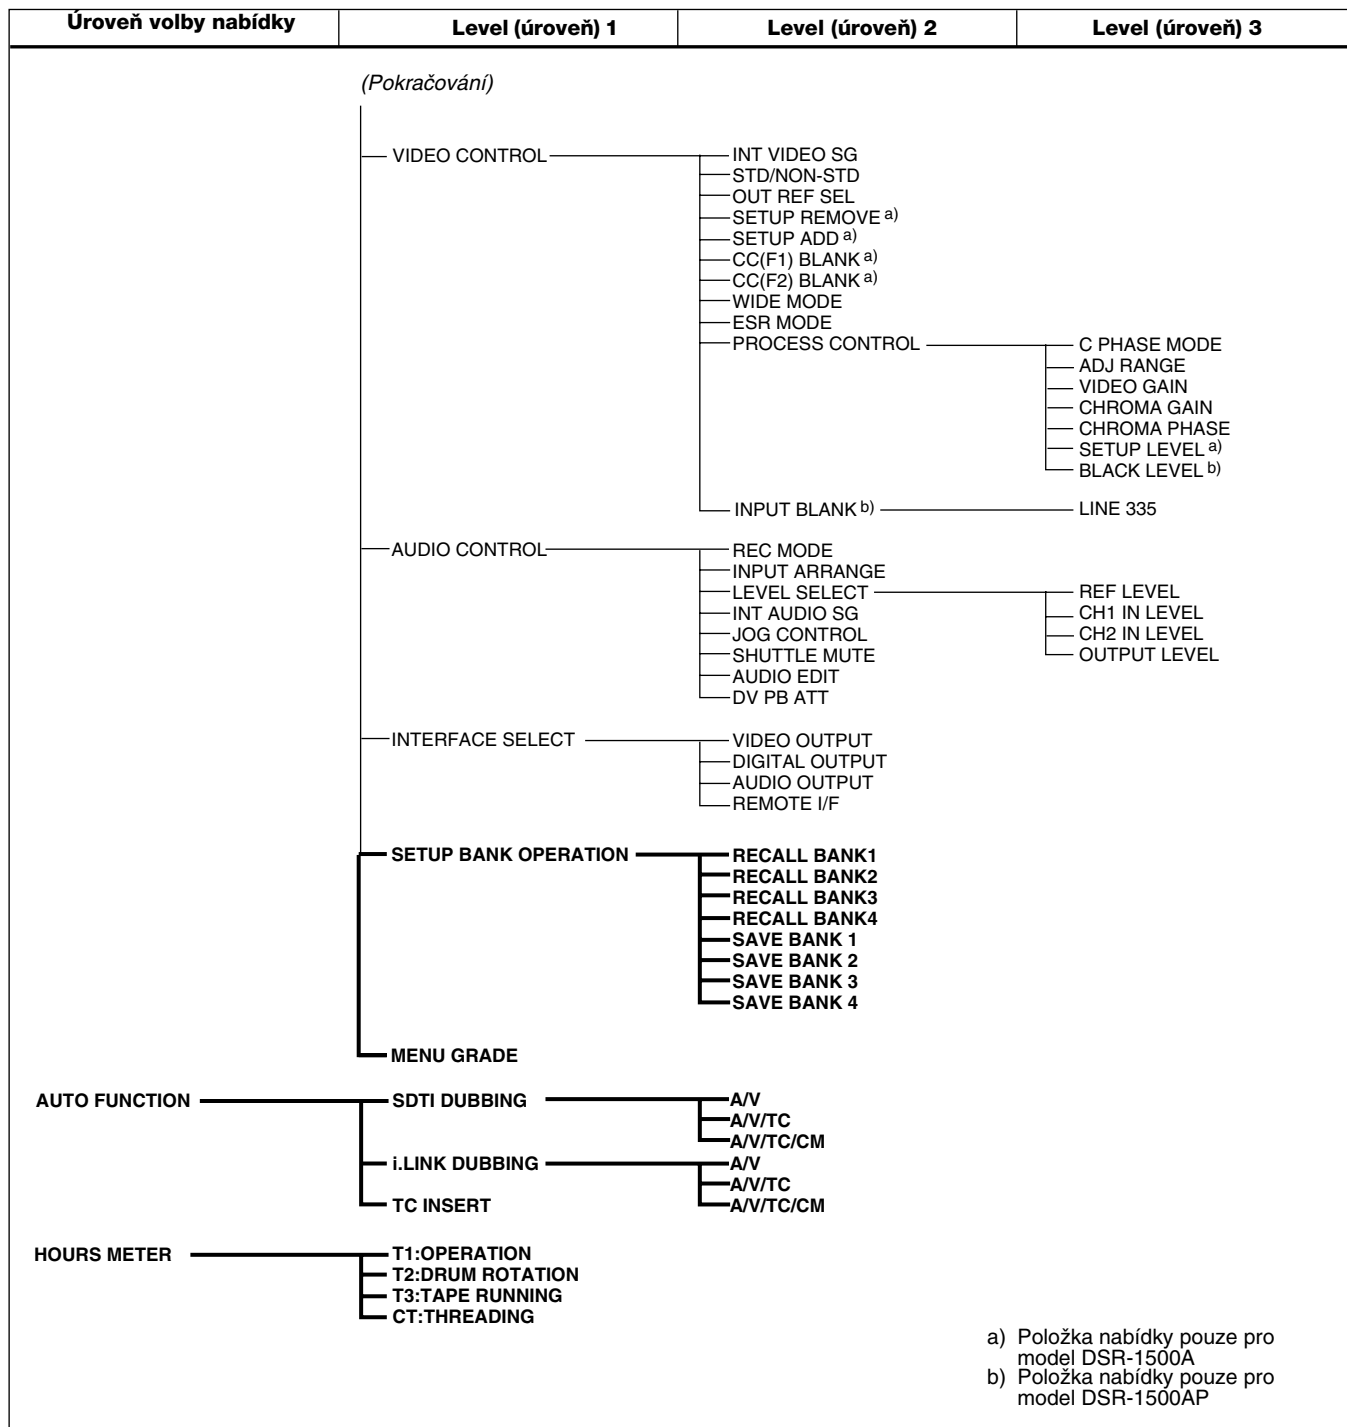 Úroveň volby nabídky Level (úroveň) 1 Level (úroveň) 2 Level (úroveň) 3
(Pokračování)
VIDEO CONTROL INT VIDEO SG
STD/NON-STD
OUT REF SEL
SETUP REMOVE a)
SETUP ADD a)
CC(F1) BLANK a)
CC(F2) BLANK a)
WIDE MODE
ESR MODE
PROCESS CONTROL C PHASE MODE
ADJ RANGE
VIDEO GAIN
CHROMA GAIN
CHROMA PHASE
SETUP LEVEL a)
BLACK LEVEL b)
INPUT BLANK b) LINE 335
AUDIO CONTROL REC MODE
INPUT ARRANGE
LEVEL SELECT REF LEVEL
INT AUDIO SG CH1 IN LEVEL
JOG CONTROL CH2 IN LEVEL
SHUTTLE MUTE OUTPUT LEVEL
AUDIO EDIT
DV PB ATT
INTERFACE SELECT VIDEO OUTPUT
DIGITAL OUTPUT
AUDIO OUTPUT
REMOTE I/F
SETUP BANK OPERATION RECALL BANK1
RECALL BANK2
RECALL BANK3
RECALL BANK4
SAVE BANK 1
SAVE BANK 2
SAVE BANK 3
SAVE BANK 4
MENU GRADE
AUTO FUNCTION SDTI DUBBING A/V
A/V/TC
A/V/TC/CM
i.LINK DUBBING A/V
A/V/TC
TC INSERT A/V/TC/CM
HOURS METER T1:OPERATION
T2:DRUM ROTATION
T3:TAPE RUNNING
CT:THREADING
a) Položka nabídky pouze pro
model DSR-1500A
b) Položka nabídky pouze pro
model DSR-1500AP